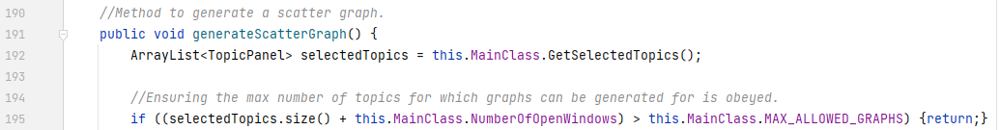 190 //Method to generate a scatter graph.
191 public void generateScatterGraph() {
192 ArrayList<TopicPanel> selectedTopics = this.MainClass.GetSelectedTopics();
193
194 //Ensuring the max number of topics for which graphs can be generated for is obeyed.
195 if ((selectedTopics.size() + this.MainClass.NumberOfOpenWindows) > this.MainClass.MAX_ALLOWED_GRAPHS) {return;}